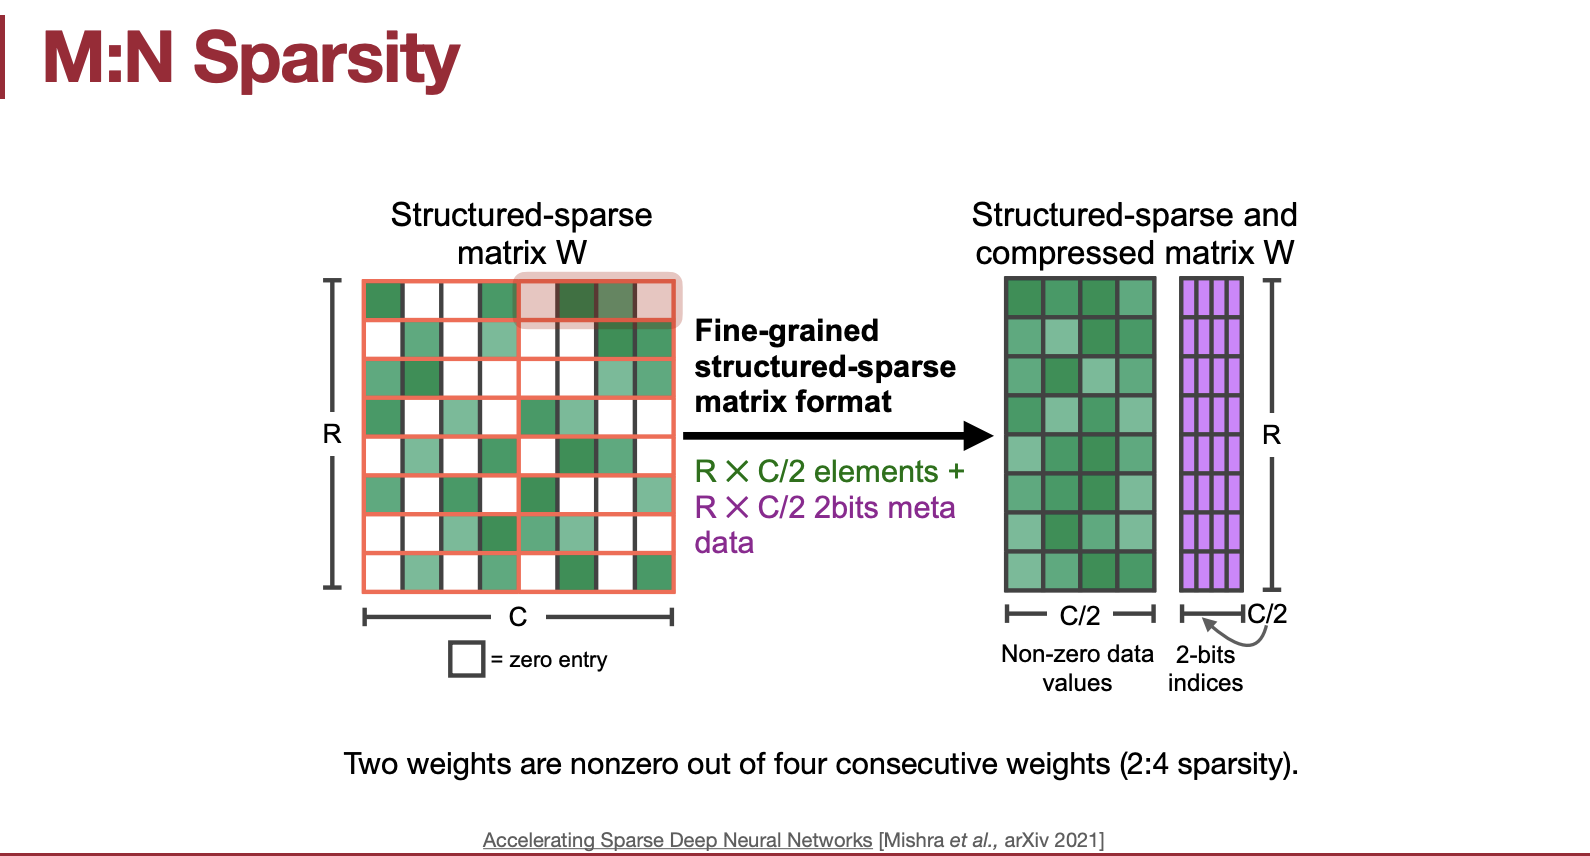 M:N Sparsity
Structured-sparse
matrix W
Structured-sparse and
compressed matrix W
R
Fine-grained
structured-sparse
matrix format
R × C/2 elements +
R × C/2 2bits meta
data
R
C
= zero entry
C/2
C/2
Non-zero data
values
2-bits
indices
Two weights are nonzero out of four consecutive weights (2:4 sparsity).
Accelerating Sparse Deep Neural Networks [Mishra et al., arXiv 2021]